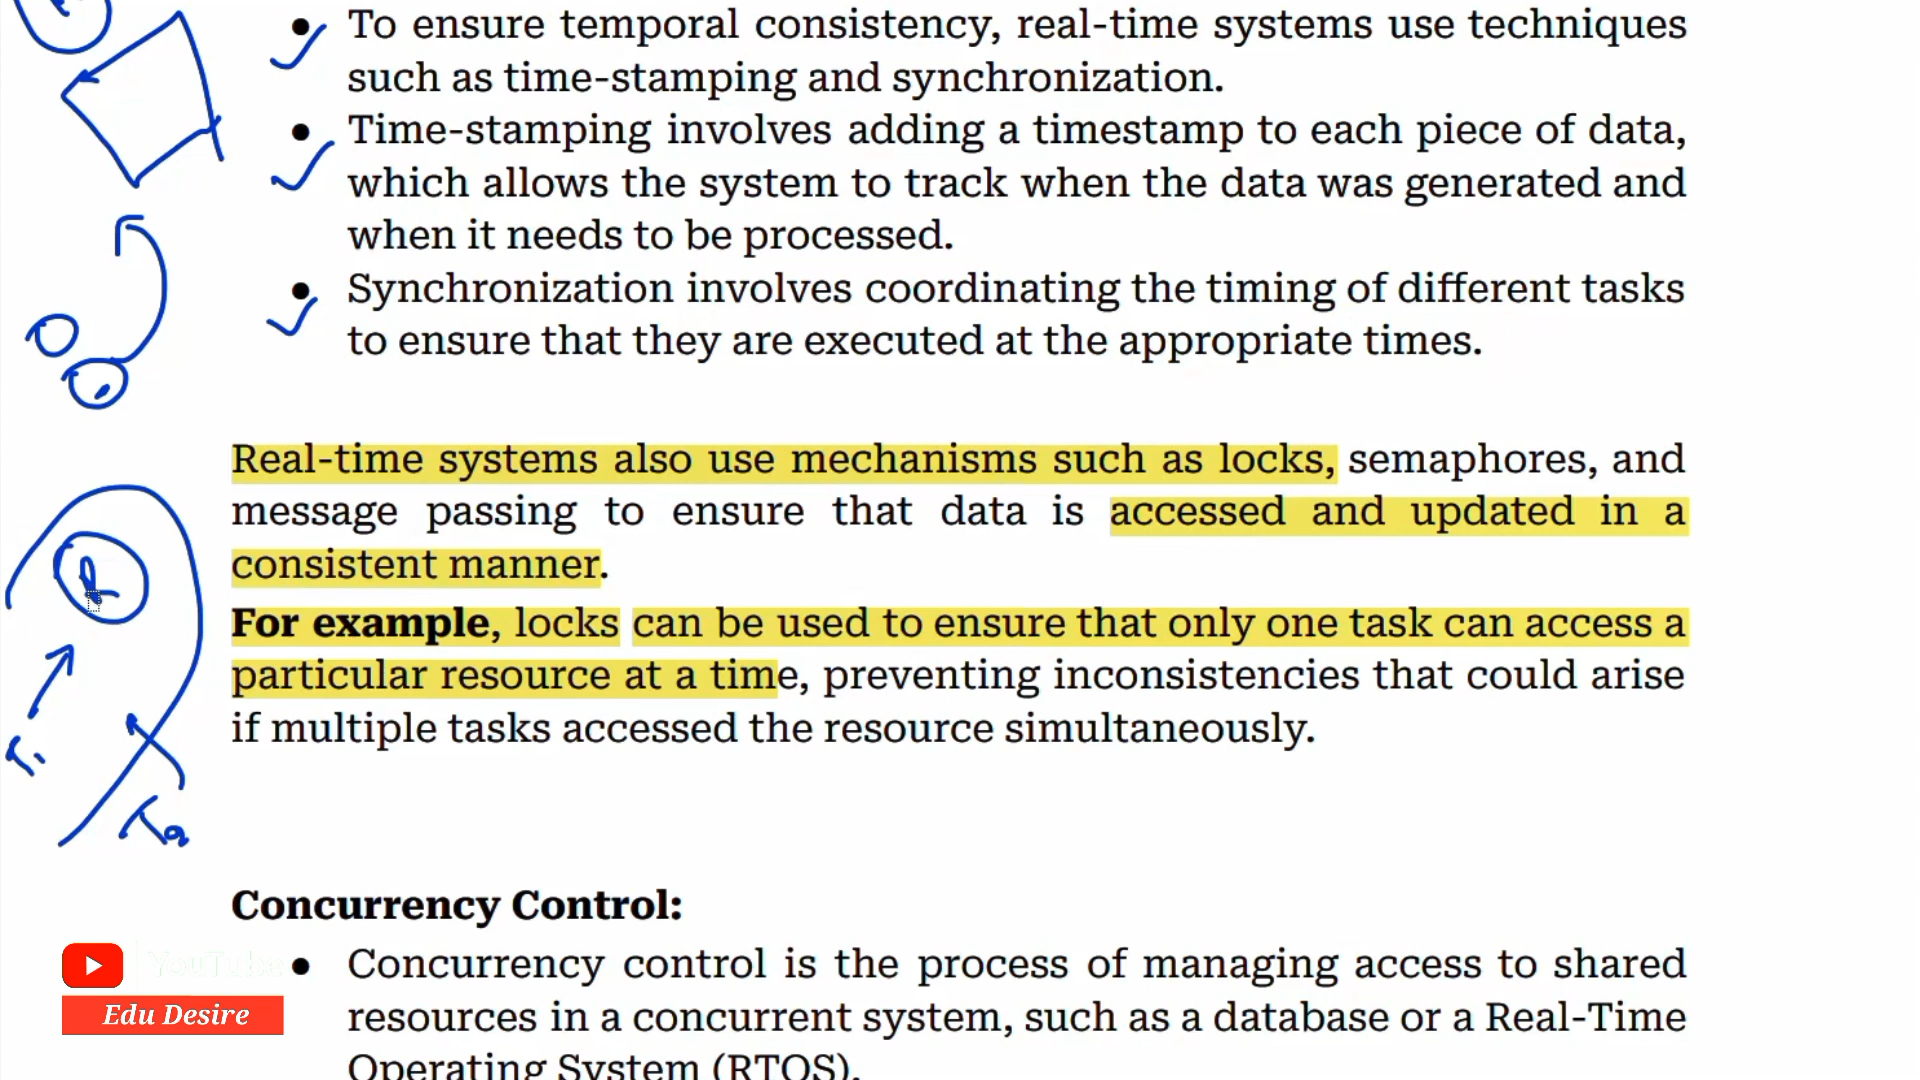 ● To ensure temporal consistency, real-time systems use techniques
such as time-stamping and synchronization.
● Time-stamping involves adding a timestamp to each piece of data,
which allows the system to track when the data was generated and
when it needs to be processed.
● Synchronization involves coordinating the timing of different tasks
to ensure that they are executed at the appropriate times.
Real-time systems also use mechanisms such as locks, semaphores, and
message passing to ensure that data is accessed and updated in a
consistent manner.
R
For example, locks can be used to ensure that only one task can access a
particular resource at a time, preventing inconsistencies that could arise
if multiple tasks accessed the resource simultaneously.
T1
T2
Concurrency Control:
● Concurrency control is the process of managing access to shared
resources in a concurrent system, such as a database or a Real-Time
Operating System (RTOS).
YouTube
Edu Desire